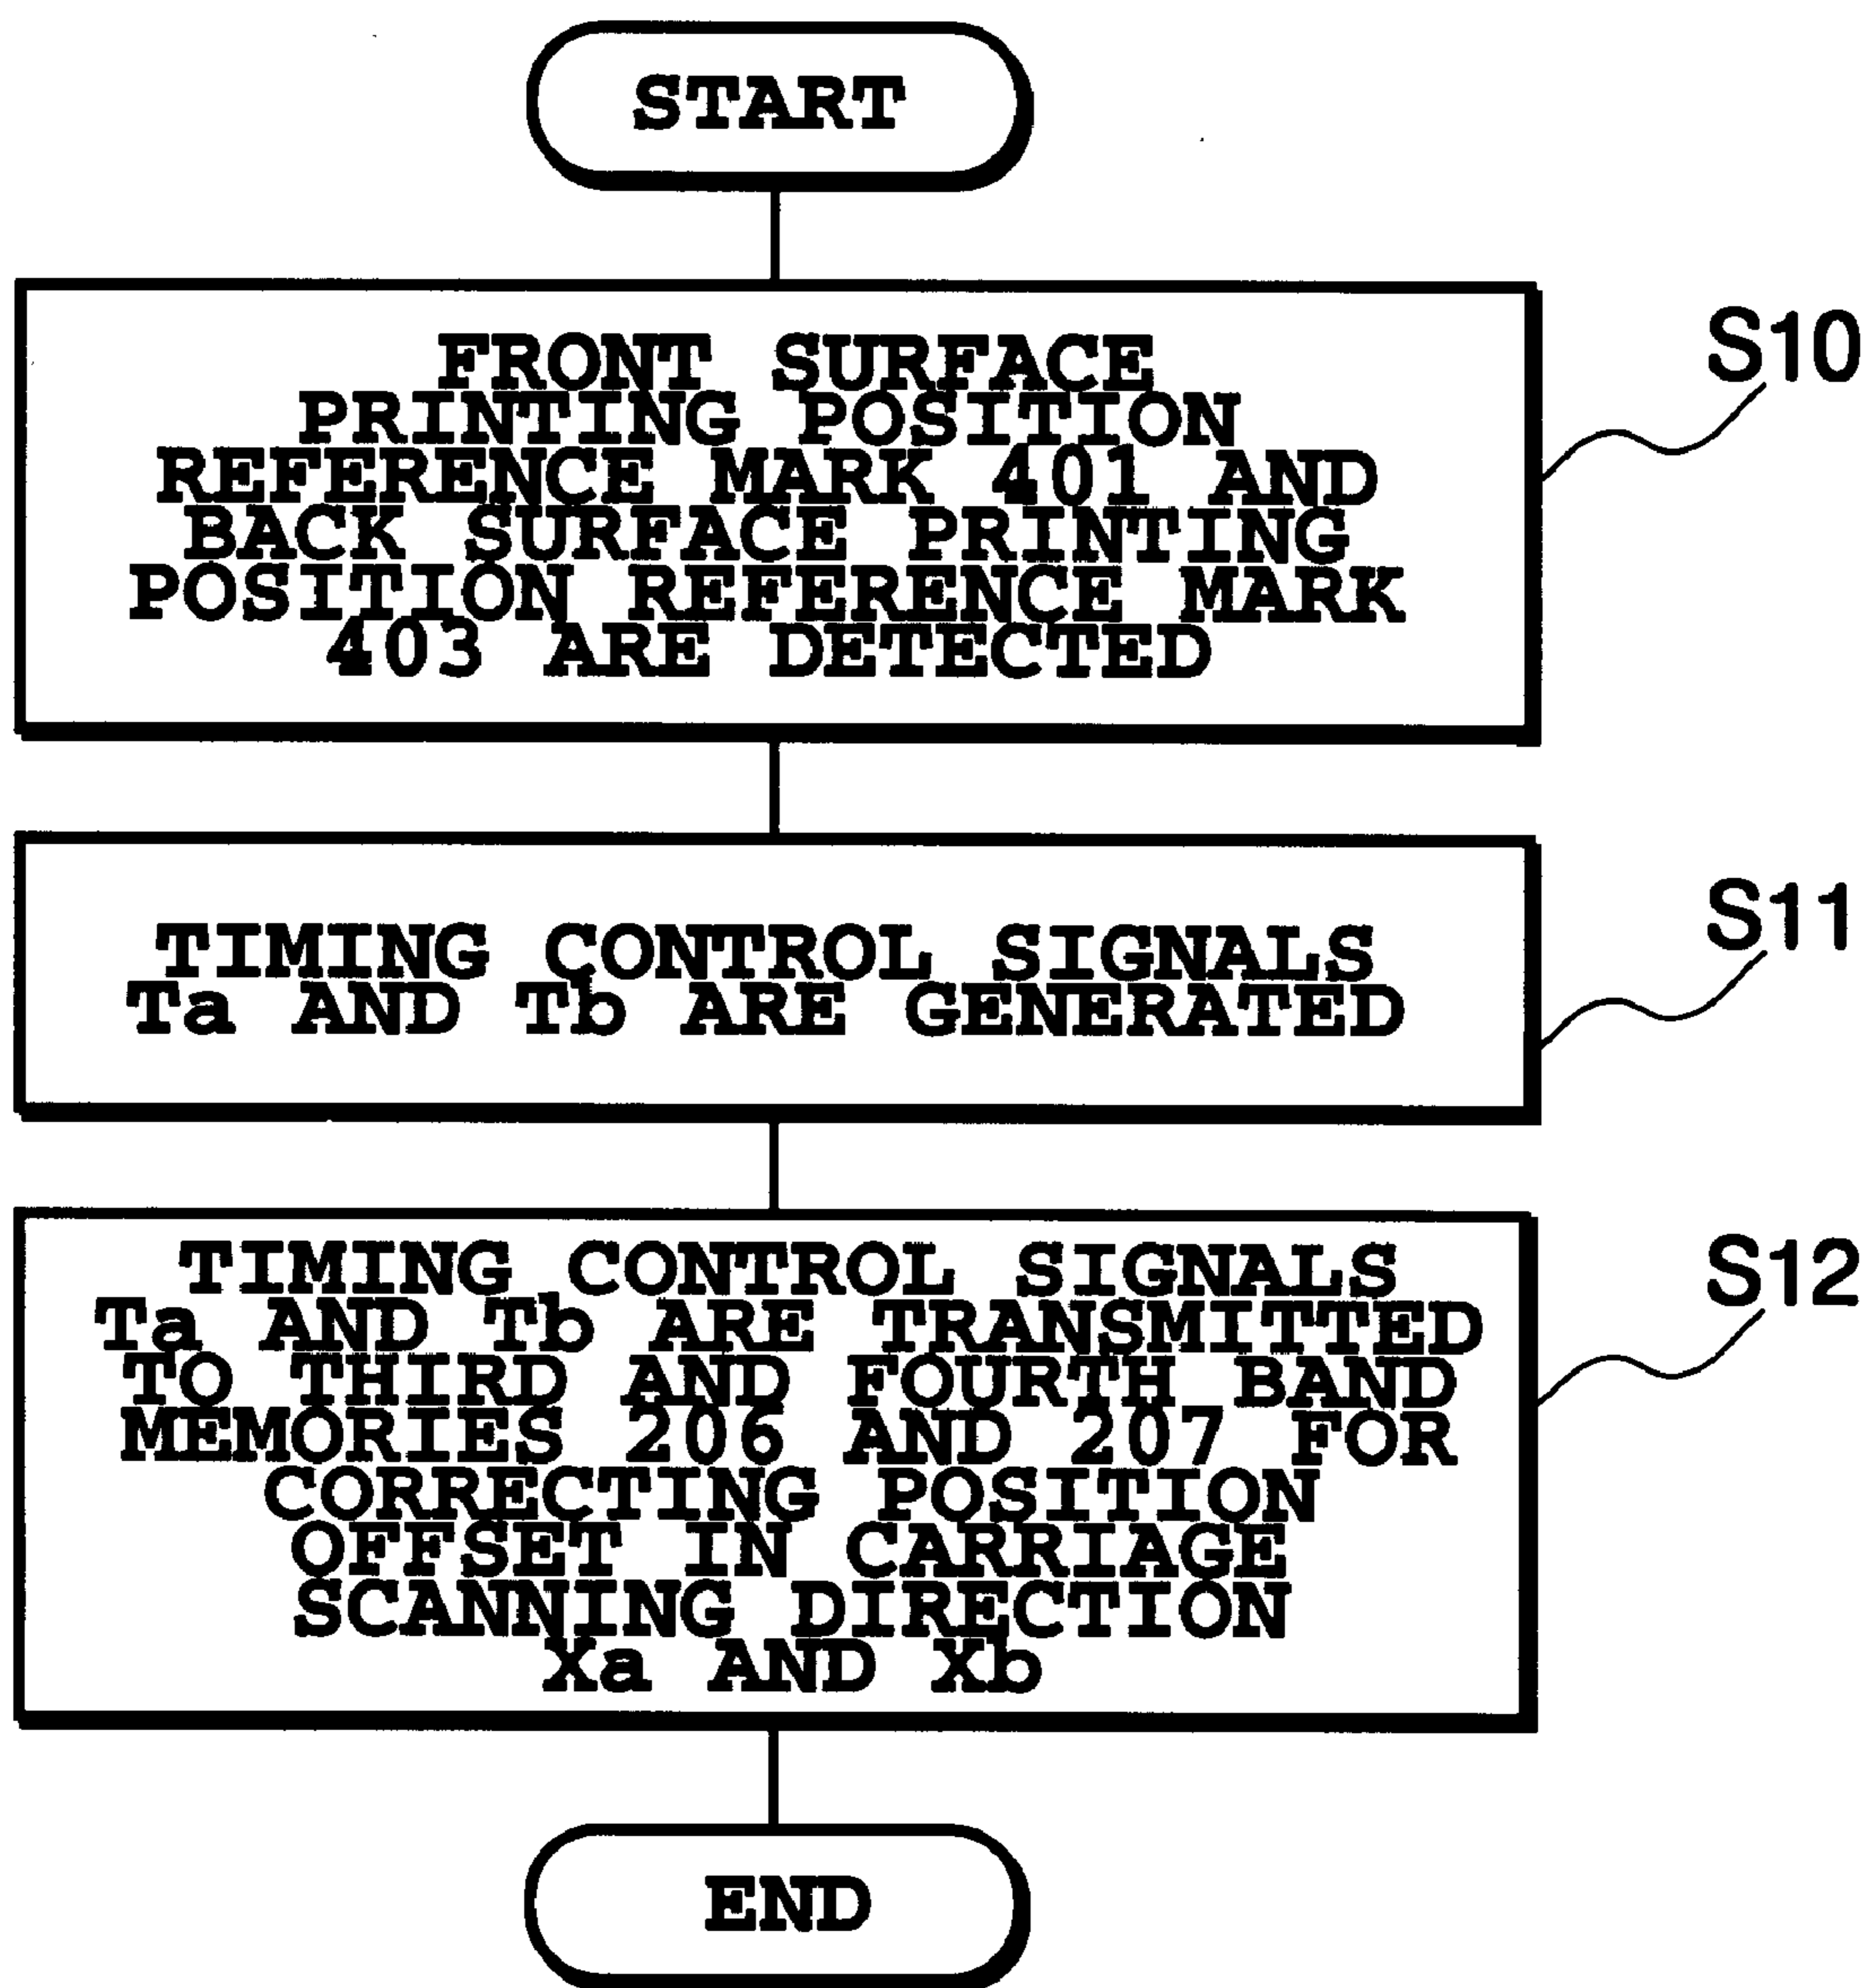 START
FRONT SURFACE
PRINTING POSITION
REFERENCE MARK 401 AND
BACK SURFACE PRINTING
POSITION REFERENCE MARK
403 ARE DETECTED
S10
TIMING CONTROL SIGNALS
Ta AND Tb ARE GENERATED
S11
TIMING CONTROL SIGNALS
Ta AND Tb ARE TRANSMITTED
TO THIRD AND FOURTH BAND
MEMORIES 206 AND 207 FOR
CORRECTING POSITION
OFFSET IN CARRIAGE
SCANNING DIRECTION
Xa AND Xb
S12
END